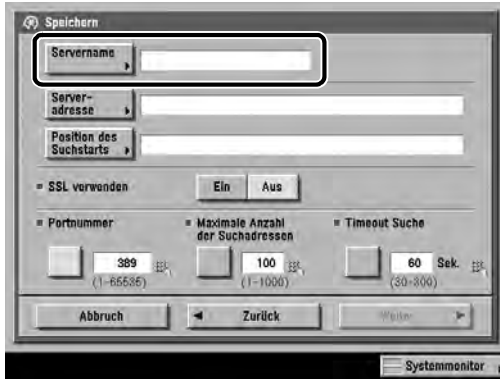 Speichern
Servername
Server-
adresse
Position des
Suchstarts
SSL verwenden
Ein Aus
Portnummer
Maximale Anzahl
der Suchadressen
Timeout Suche
389
100
60 Sek.
(1-65535)
(1-1000)
(30-300)
Abbruch
Zurück
Weiter
Systemmonitor